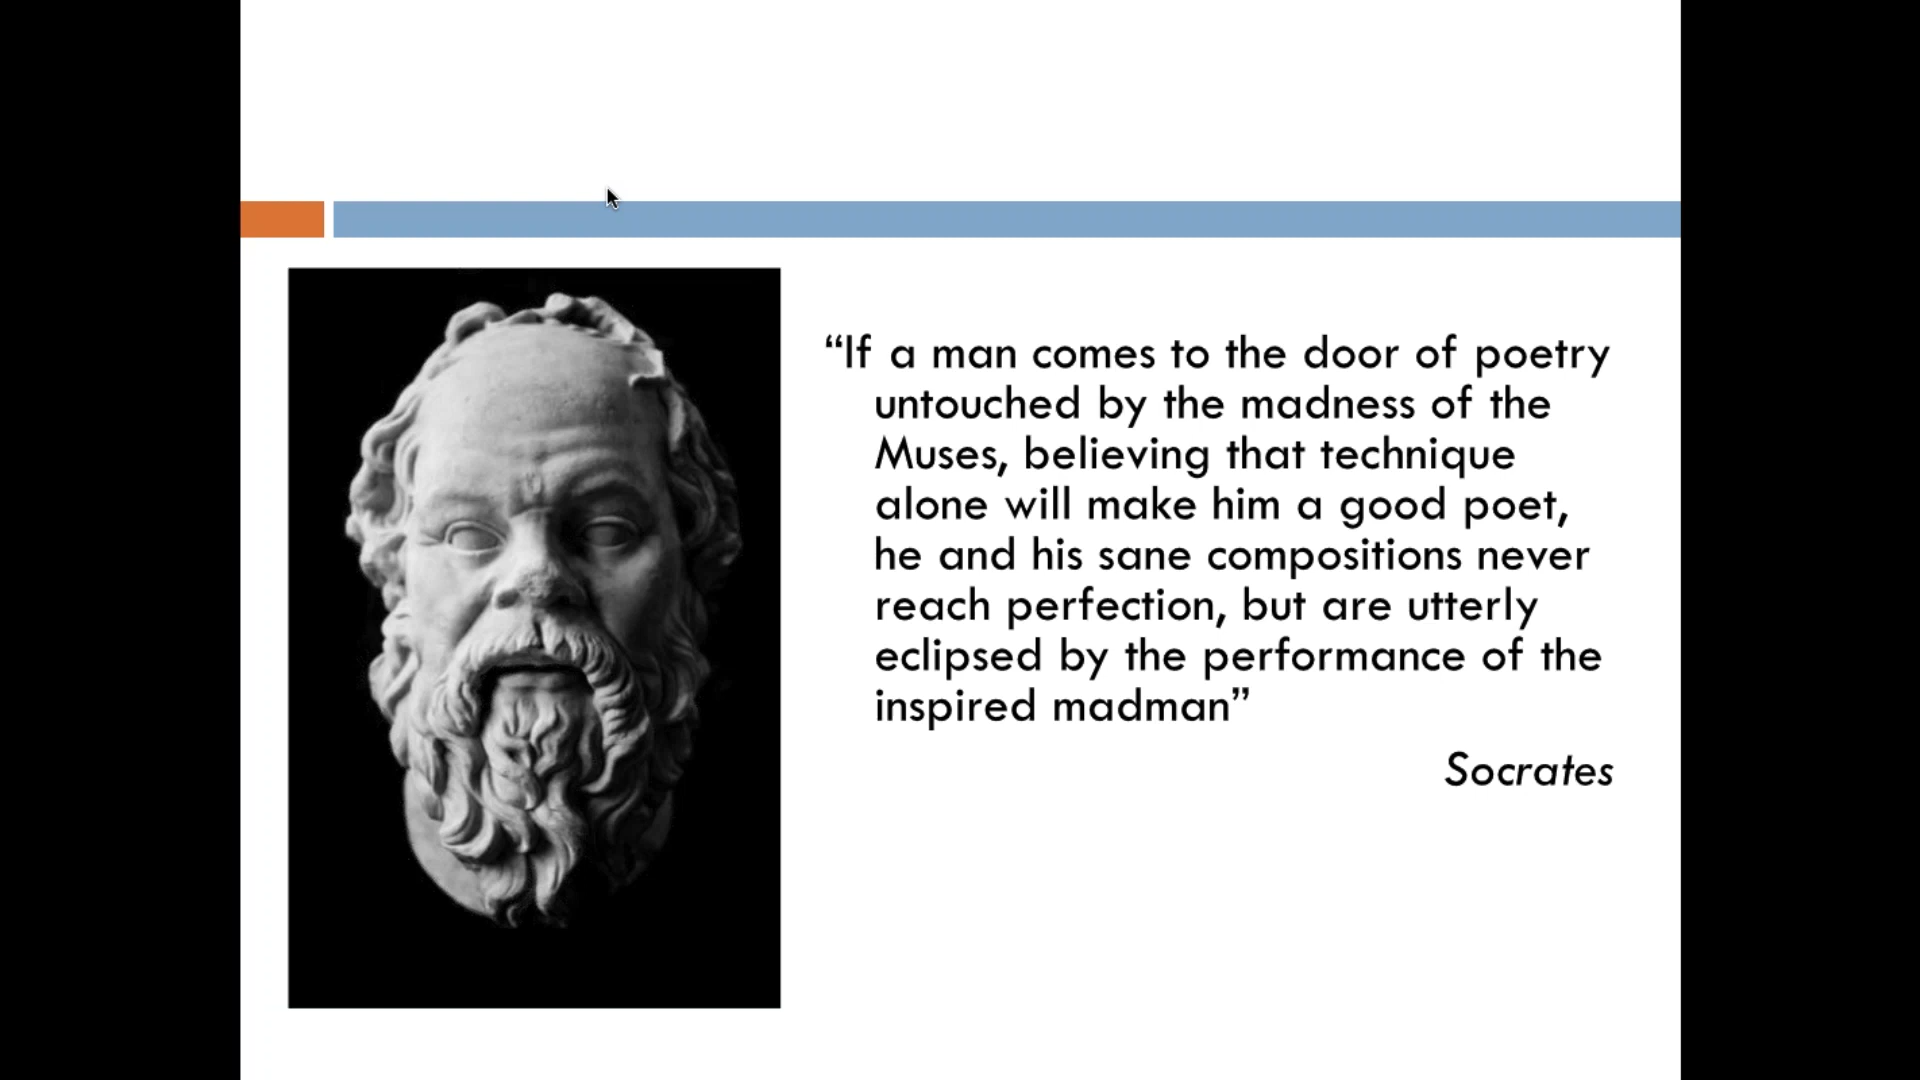 “If a man comes to the door of poetry
untouched by the madness of the
Muses, believing that technique
alone will make him a good poet,
he and his sane compositions never
reach perfection, but are utterly
eclipsed by the performance of the
inspired madman”
Socrates